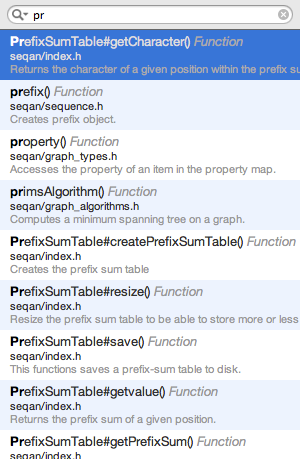 pr
PrefixSumTable#getCharacter() Function
seqan/index.h
Returns the character of a given position within the prefix su
prefix() Function
seqan/sequence.h
Creates prefix object.
property() Function
seqan/graph_types.h
Accesses the property of an item in the property map.
primsAlgorithm() Function
seqan/graph_algorithms.h
Computes a minimum spanning tree on a graph.
PrefixSumTable#createPrefixSumTable() Function
seqan/index.h
Creates the prefix sum table
PrefixSumTable#resize() Function
seqan/index.h
Resize the prefix sum table to be able to store more or less
PrefixSumTable#save() Function
seqan/index.h
This functions saves a prefix-sum table to disk.
PrefixSumTable#getvalue() Function
seqan/index.h
Returns the prefix sum of a given position.
PrefixSumTable#getPrefixSum() Function
seqan/index.h